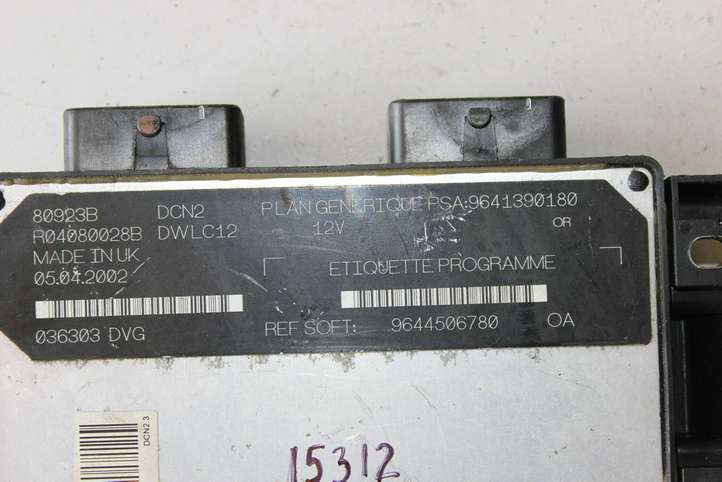 80923B DCN2 PLAN GENERIQUE PSA:9641390180
R04080028B DWLC12 12V OR
MADE IN UK
05.04.2002 ETIQUETTE PROGRAMME
036303 DVG REF SOFT: 9644506780 OA
DCN2.3
15312